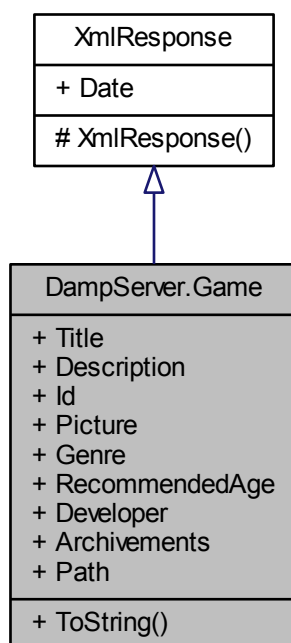 XmlResponse
+ Date
# XmlResponse()
DampServer.Game
+ Title
+ Description
+ Id
+ Picture
+ Genre
+ RecommendedAge
+ Developer
+ Archivements
+ Path
+ ToString()